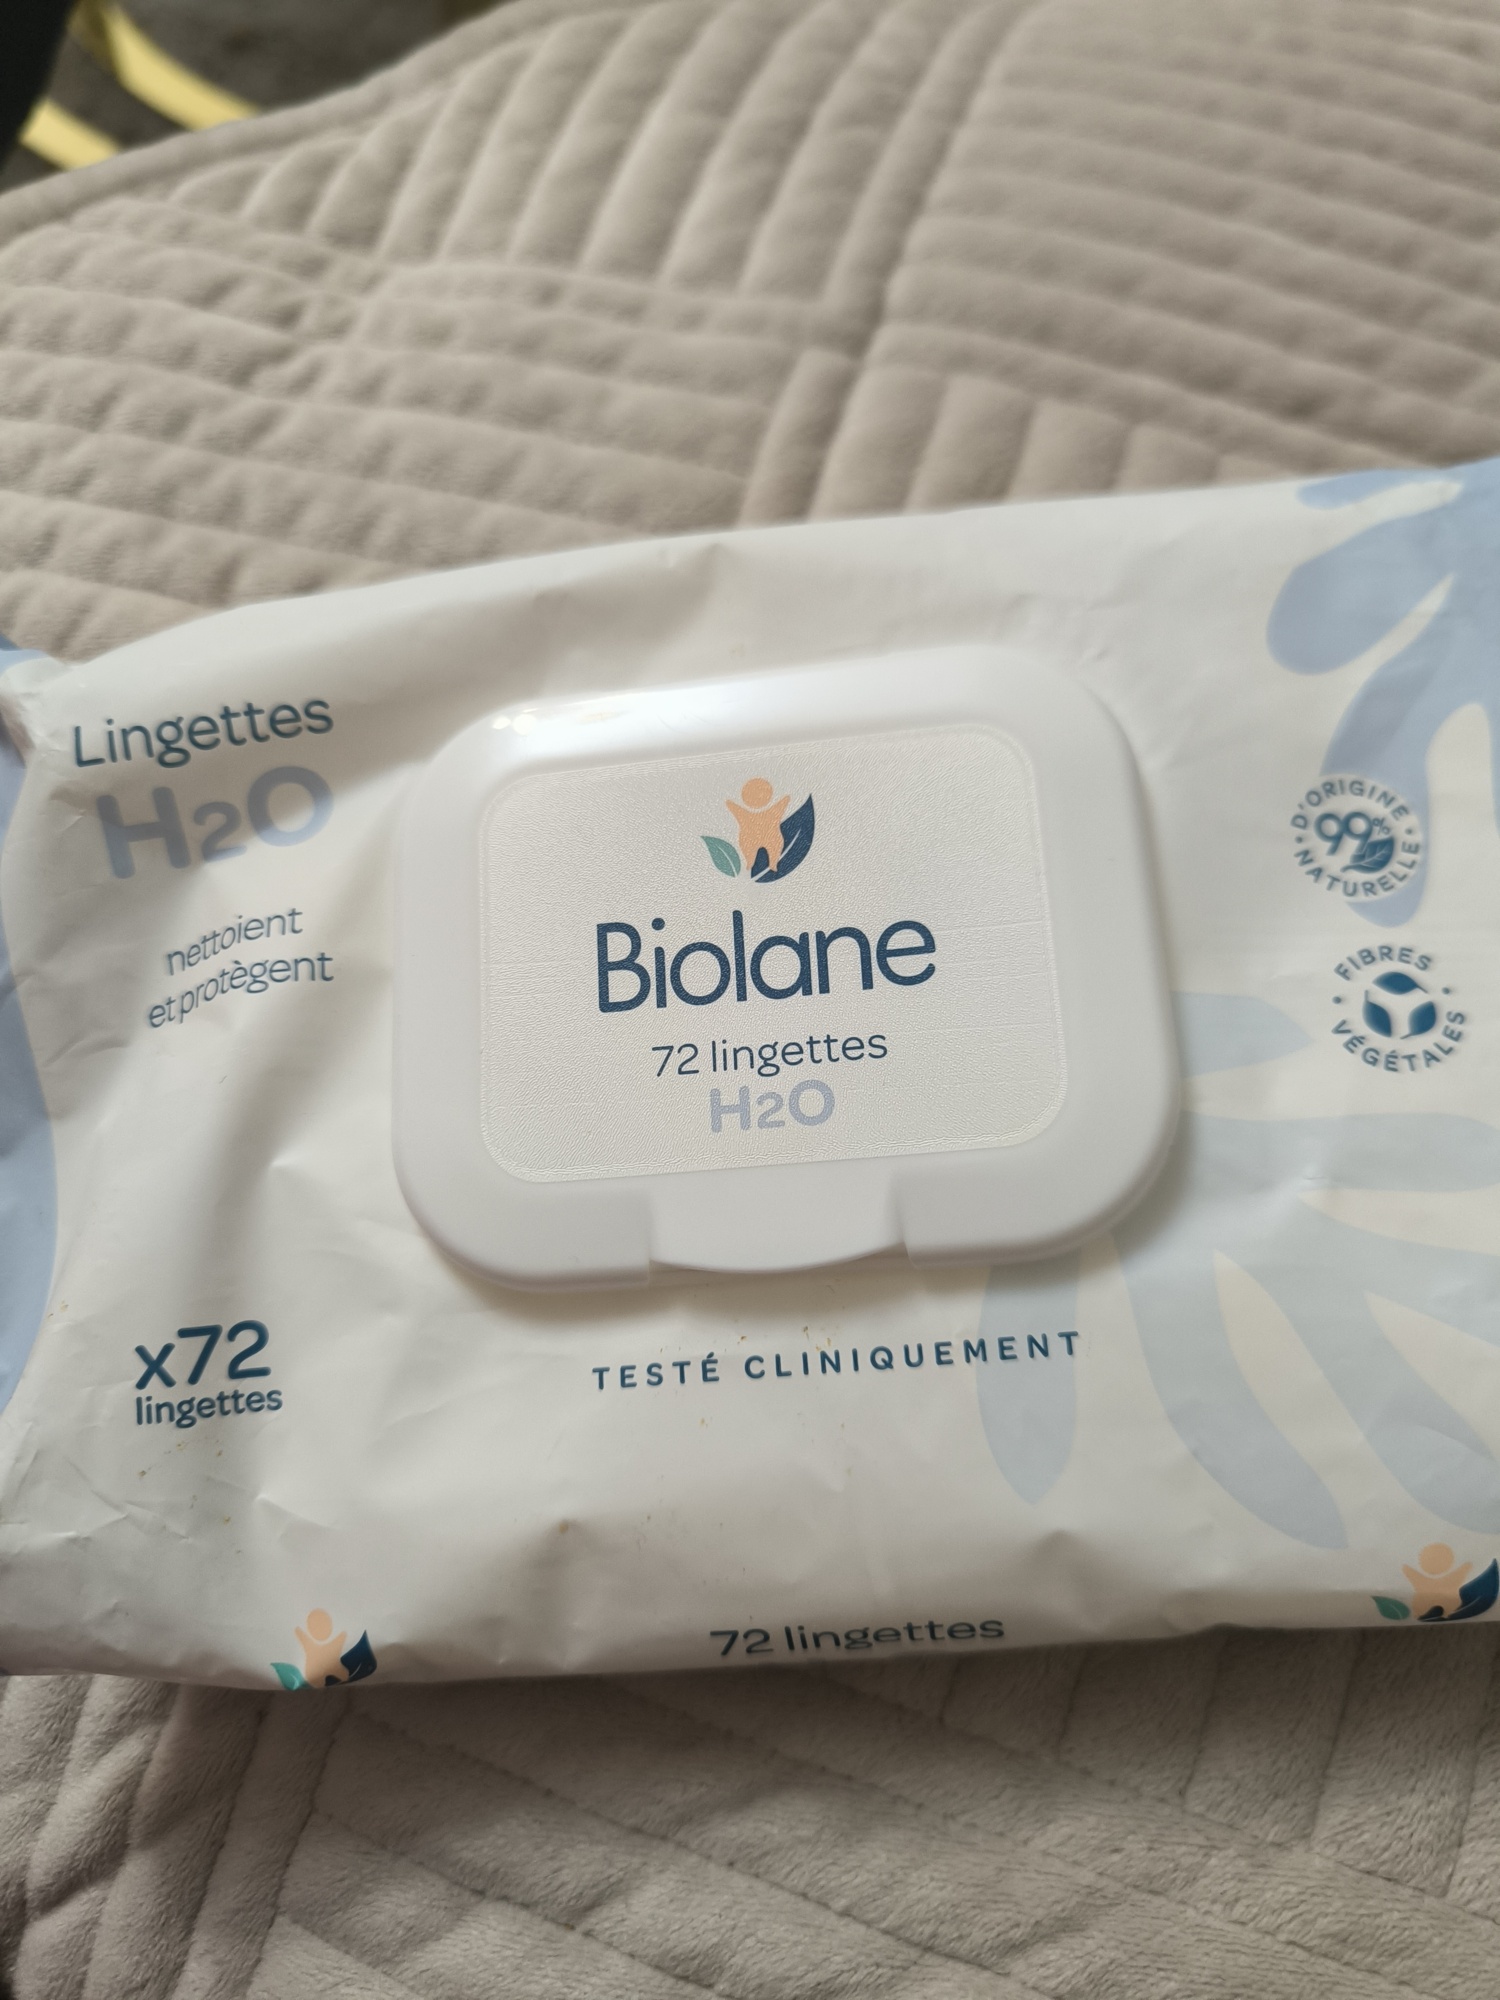 Lingettes
H2O
nettoient
et protègent
Biolane
72 lingettes
H2O
D'ORIGINE
99%
NATURELLE
FIBRES
VÉGÉTALES
x72
lingettes
TESTÉ CLINIQUEMENT
72 lingettes